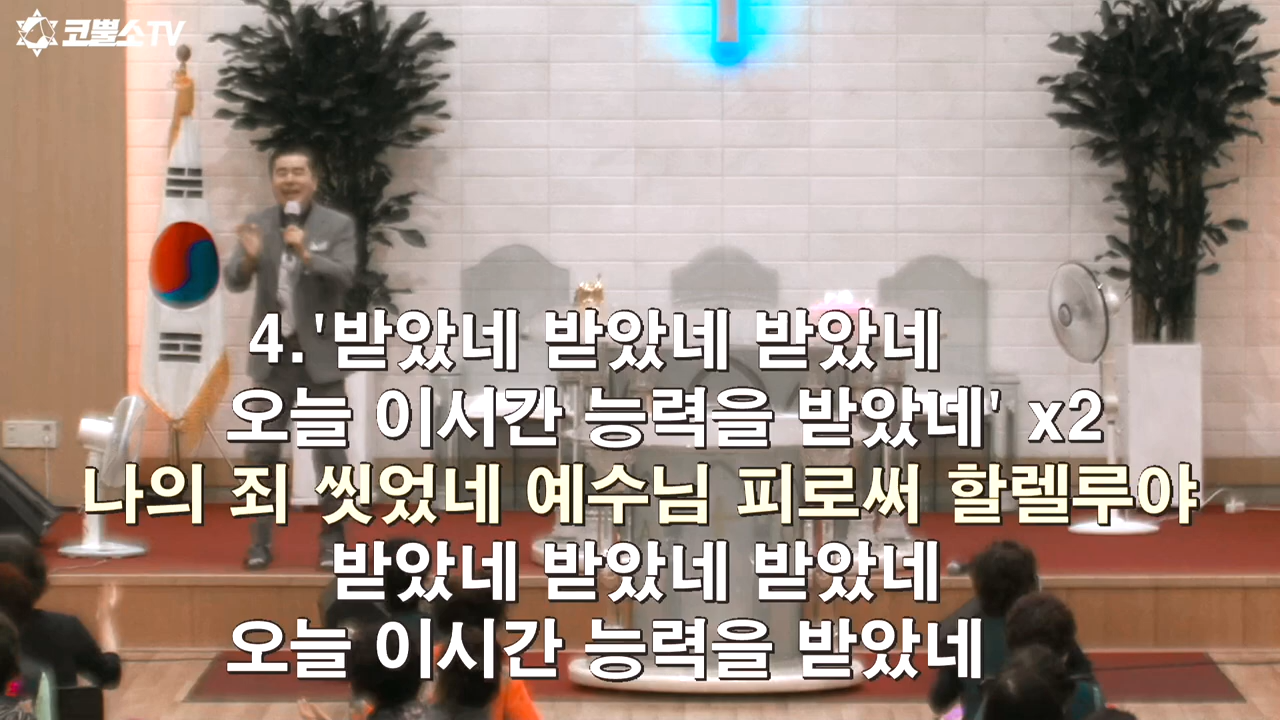 코뿔소TV
4.'받았네 받았네 받았네
오늘 이시간 능력을 받았네' x2
나의 죄 씻었네 예수님 피로써 할렐루야
받았네 받았네 받았네
오늘 이시간 능력을 받았네